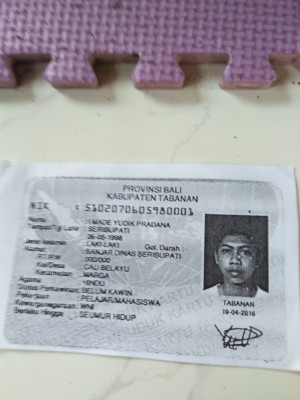 PROVINSI BALI
KABUPATEN TABANAN
NIK : 5102070605980001
Nama : I MADE YUDIK PRADANA
Tempat/Tgl Lahir : SERIBUPATI
06-05-1998
Jenis kelamin : LAKI-LAKI Gol. Darah : -
Alamat : BANJAR DINAS SERIBUPATI
RT/RW : 000/000
Kel/Desa : CAU BELAYU
Kecamatan : MARGA
Agama : HINDU
Status Perkawinan : BELUM KAWIN
Pekerjaan : PELAJAR/MAHASISWA
Kewarganegaraan : WNI
Berlaku Hingga : SEUMUR HIDUP
TABANAN
19-04-2016